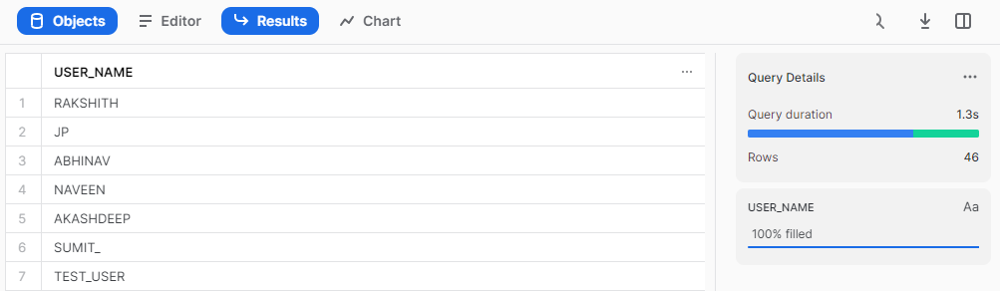 Objects Editor Results Chart
USER_NAME ...
1 RAKSHITH
2 JP
3 ABHINAV
4 NAVEEN
5 AKASHDEEP
6 SUMIT_
7 TEST_USER
Query Details ...
Query duration 1.3s
Rows 46
USER_NAME Aa
100% filled